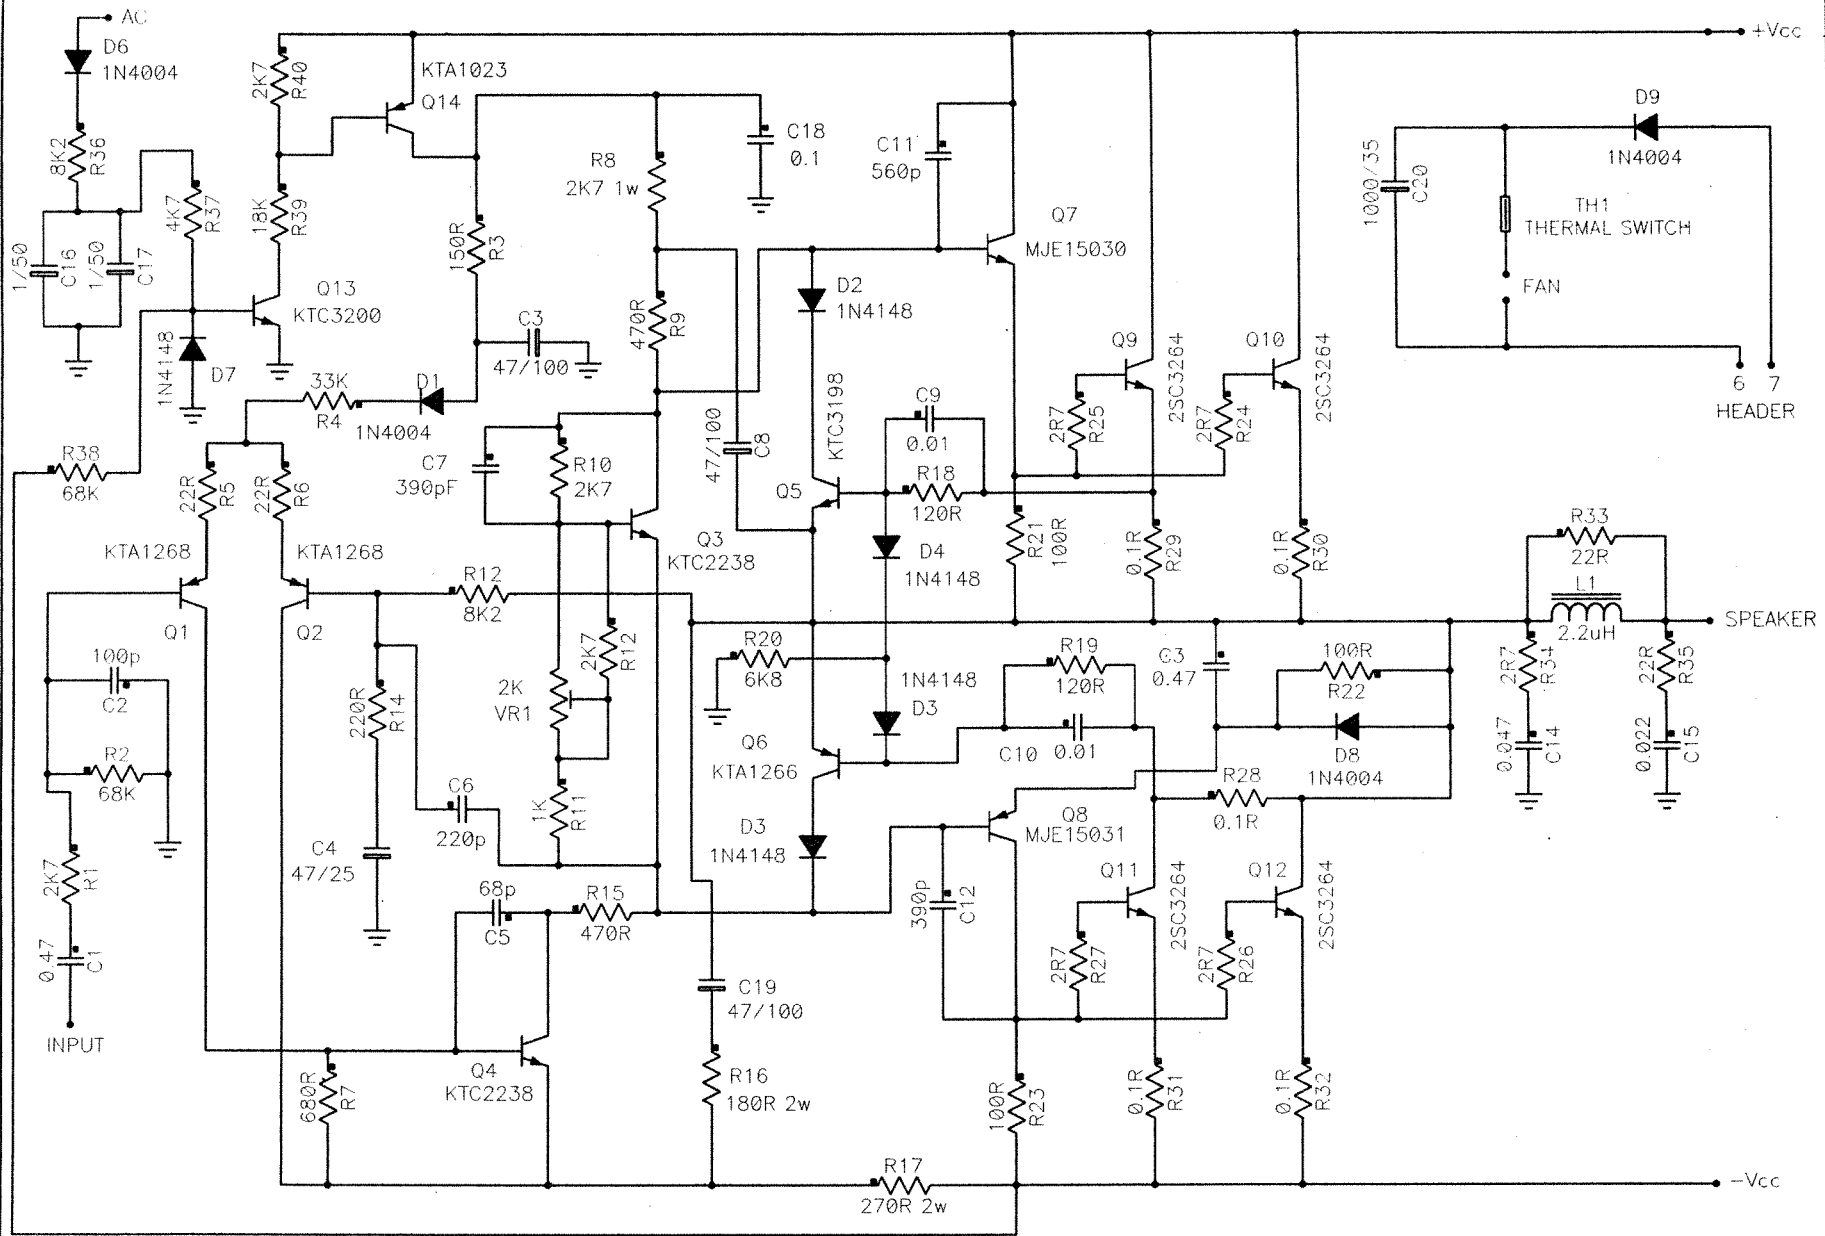 AC
D6
1N4004
8K2
R36
1/50
C16
1/50
C17
4K7
R37
2K7
R40
18K
R39
KTA1023
Q14
Q13
KTC3200
1N4148
D7
R38
68K
33K
R4
D1
1N4004
150R
R3
C3
47/100
R8
2K7 1w
C18
0.1
470R
R9
47/100
C8
C11
560p
Q7
MJE15030
D2
1N4148
KTC3198
Q5
C9
0.01
R18
120R
D4
1N4148
Q9
2SC3264
Q10
2SC3264
2R7
R25
2R7
R24
R21
100R
0.1R
R29
0.1R
R30
+Vcc
D9
1N4004
1000/35
C20
TH1
THERMAL SWITCH
FAN
6
7
HEADER
22R
R5
22R
R6
KTA1268
Q1
KTA1268
Q2
C7
390pF
R10
2K7
Q3
KTC2238
R12
8K2
2K7
R12
2K
VR1
1K
R11
100p
C2
R2
68K
2K7
R1
0.47
C1
INPUT
220R
R14
C4
47/25
C6
220p
68p
C5
R15
470R
Q4
KTC2238
680R
R7
C19
47/100
R16
180R 2w
R17
270R 2w
R20
6K8
1N4148
D3
Q6
KTA1266
D3
1N4148
R19
120R
C10
0.01
C3
0.47
100R
R22
D8
1N4004
R28
0.1R
Q8
MJE15031
390p
C12
Q11
2SC3264
Q12
2SC3264
2R7
R27
2R7
R26
100R
R23
0.1R
R31
0.1R
R32
R33
22R
L1
2.2uH
SPEAKER
2R7
R34
22R
R35
0.047
C14
0.022
C15
-Vcc